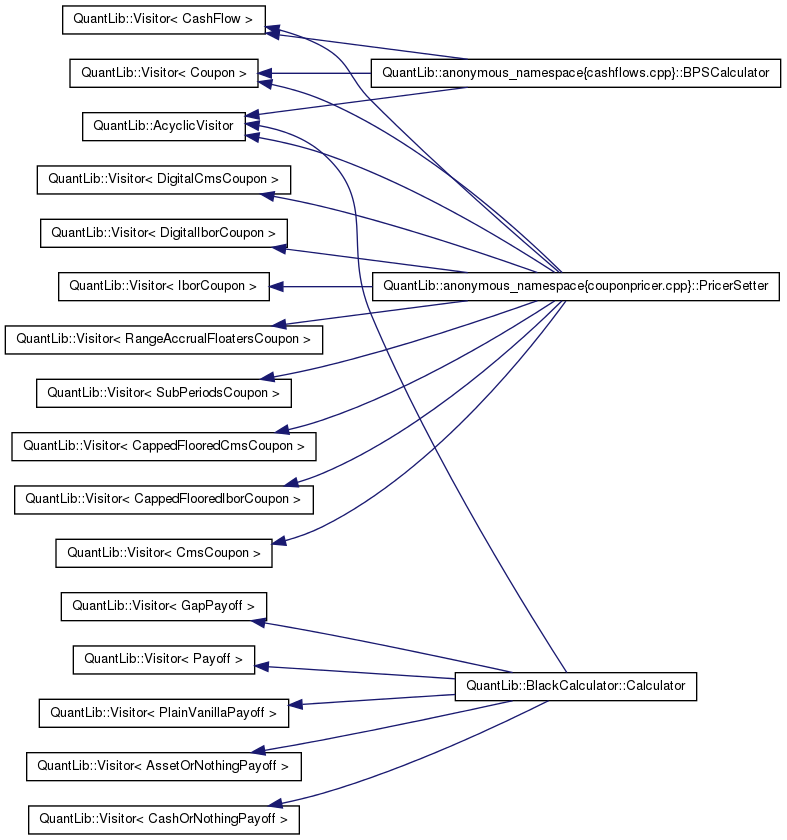 QuantLib::Visitor< CashFlow >
QuantLib::Visitor< Coupon >
QuantLib::anonymous_namespace{cashflows.cpp}::BPSCalculator
QuantLib::AcyclicVisitor
QuantLib::Visitor< DigitalCmsCoupon >
QuantLib::Visitor< DigitalIborCoupon >
QuantLib::Visitor< IborCoupon >
QuantLib::anonymous_namespace{couponpricer.cpp}::PricerSetter
QuantLib::Visitor< RangeAccrualFloatersCoupon >
QuantLib::Visitor< SubPeriodsCoupon >
QuantLib::Visitor< CappedFlooredCmsCoupon >
QuantLib::Visitor< CappedFlooredIborCoupon >
QuantLib::Visitor< CmsCoupon >
QuantLib::Visitor< GapPayoff >
QuantLib::Visitor< Payoff >
QuantLib::BlackCalculator::Calculator
QuantLib::Visitor< PlainVanillaPayoff >
QuantLib::Visitor< AssetOrNothingPayoff >
QuantLib::Visitor< CashOrNothingPayoff >